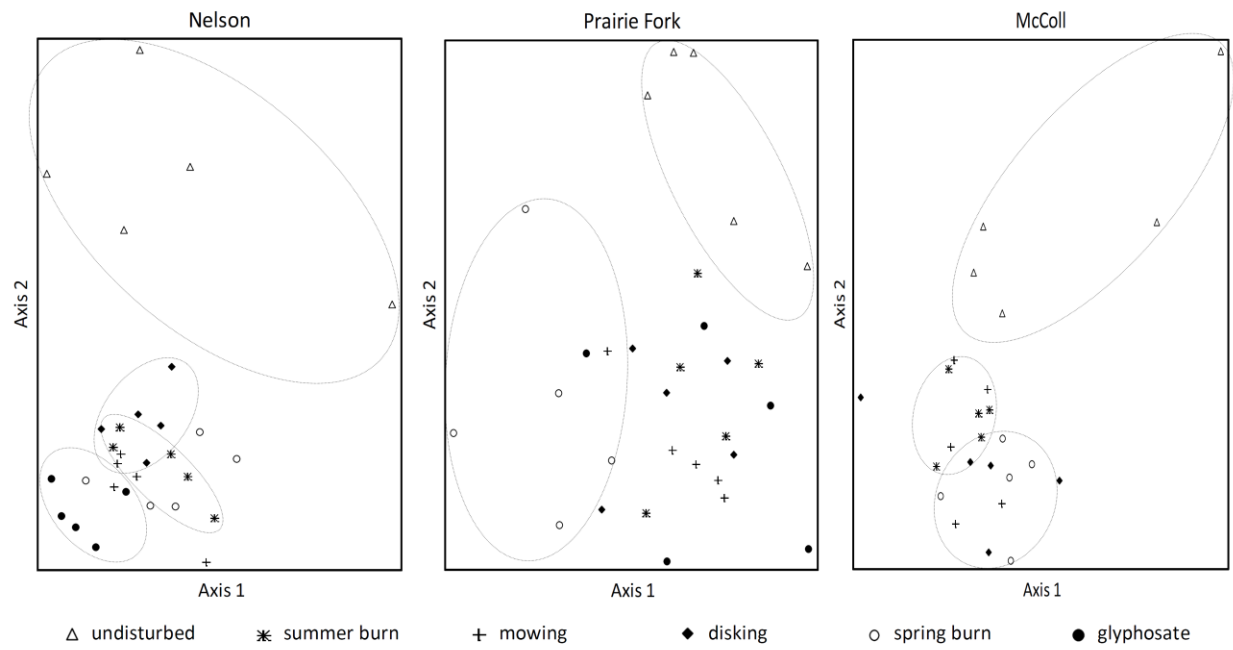 Nelson
Prairie Fork
McColl
Axis 2
Axis 2
Axis 2
Axis 1
Axis 1
Axis 1
undisturbed
summer burn
mowing
disking
spring burn
glyphosate